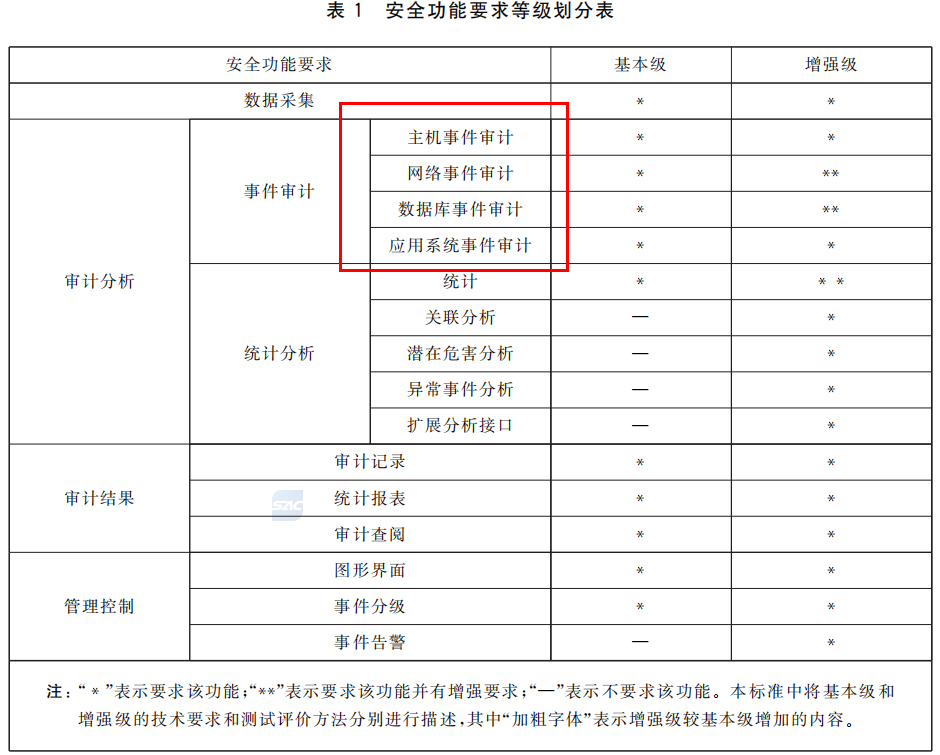 表 1 安全功能要求等级划分表
安全功能要求 基本级 增强级
数据采集 * *
审计分析 事件审计 主机事件审计 * *
网络事件审计 * **
数据库事件审计 * **
应用系统事件审计 * *
统计分析 统计 * * *
关联分析 — *
潜在危害分析 — *
异常事件分析 — *
扩展分析接口 — *
审计结果 审计记录 * *
统计报表 * *
审计查阅 * *
管理控制 图形界面 * *
事件分级 * *
事件告警 — *
SAC
注:“*”表示要求该功能;“**”表示要求该功能并有增强要求;“—”表示不要求该功能。本标准中将基本级和
增强级的技术要求和测试评价方法分别进行描述,其中“加粗字体”表示增强级较基本级增加的内容。